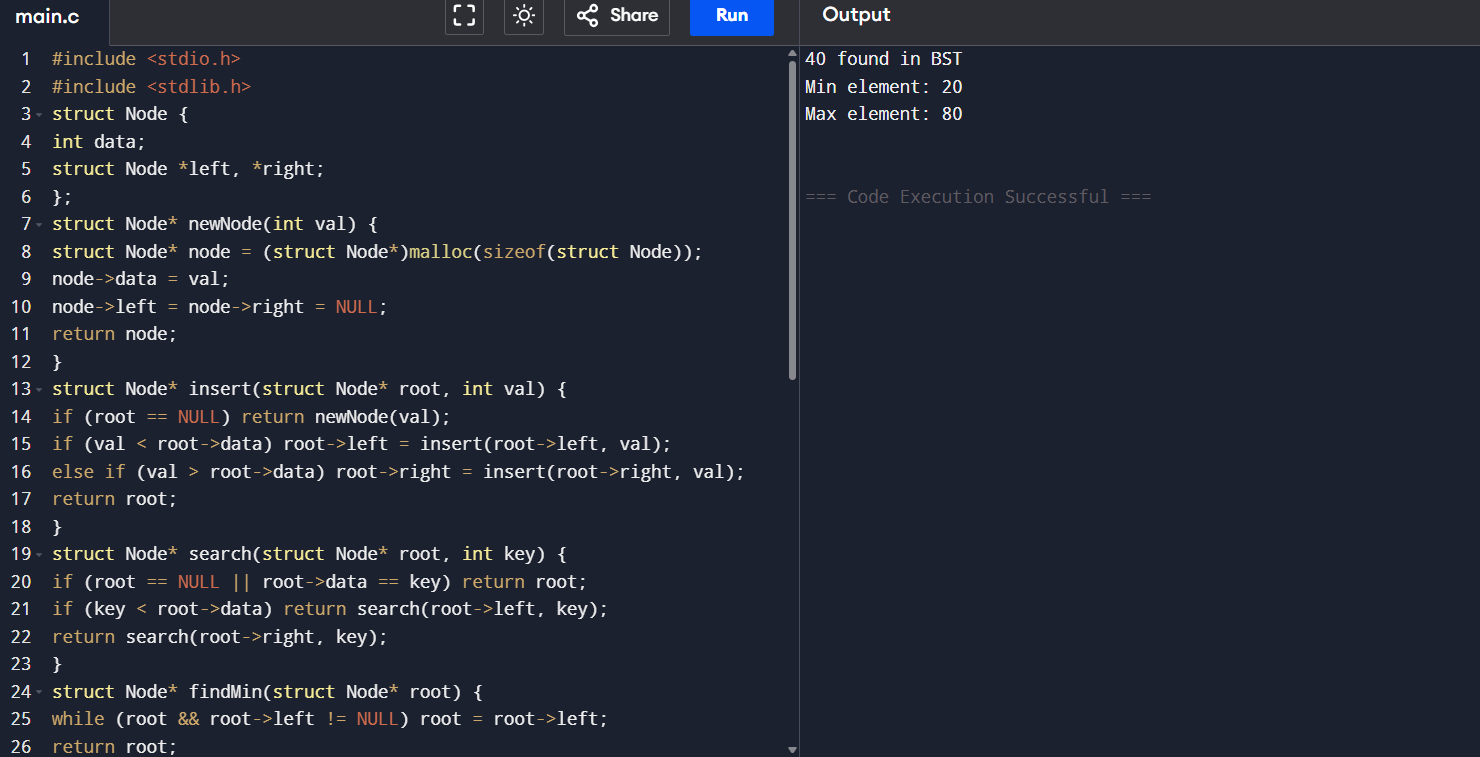 main.c
Share
Run
Output
1 #include <stdio.h>
2 #include <stdlib.h>
3 struct Node {
4 int data;
5 struct Node *left, *right;
6 };
7 struct Node* newNode(int val) {
8 struct Node* node = (struct Node*)malloc(sizeof(struct Node));
9 node->data = val;
10 node->left = node->right = NULL;
11 return node;
12 }
13 struct Node* insert(struct Node* root, int val) {
14 if (root == NULL) return newNode(val);
15 if (val < root->data) root->left = insert(root->left, val);
16 else if (val > root->data) root->right = insert(root->right, val);
17 return root;
18 }
19 struct Node* search(struct Node* root, int key) {
20 if (root == NULL || root->data == key) return root;
21 if (key < root->data) return search(root->left, key);
22 return search(root->right, key);
23 }
24 struct Node* findMin(struct Node* root) {
25 while (root && root->left != NULL) root = root->left;
26 return root;
40 found in BST
Min element: 20
Max element: 80
=== Code Execution Successful ===